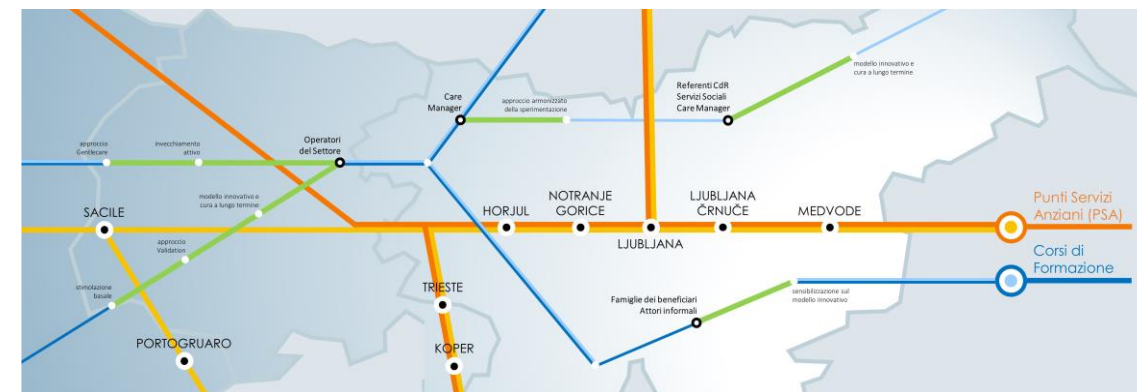 Care
Manager
approccio armonizzato
della sperimentazione
Referenti CdR
Servizi Sociali
Care Manager
modello innovativo e
cura a lungo termine
approccio
Gentlecare
invecchiamento
attivo
Operatori
del Settore
modello innovativo e
cura a lungo termine
SACILE
HORJUL
NOTRANJE
GORICE
LJUBLJANA
LJUBLJANA
ČRNUČE
MEDVODE
Punti Servizi
Anziani (PSA)
approccio
Validation
Corsi di
Formazione
stimolazione
basale
TRIESTE
Famiglie dei beneficiari
Attori informali
sensibilizzazione sul
modello innovativo
PORTOGRUARO
KOPER